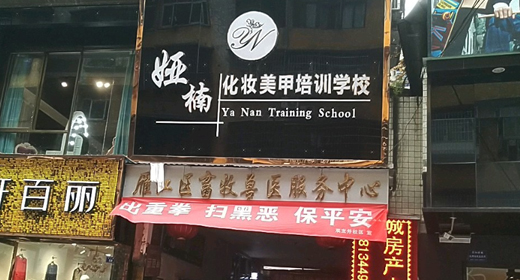 YN
娅楠
化妆美甲培训学校
Ya Nan Training School
雁江区畜牧兽医服务中心
百丽
出重拳 扫黑恶 保平安
城房产